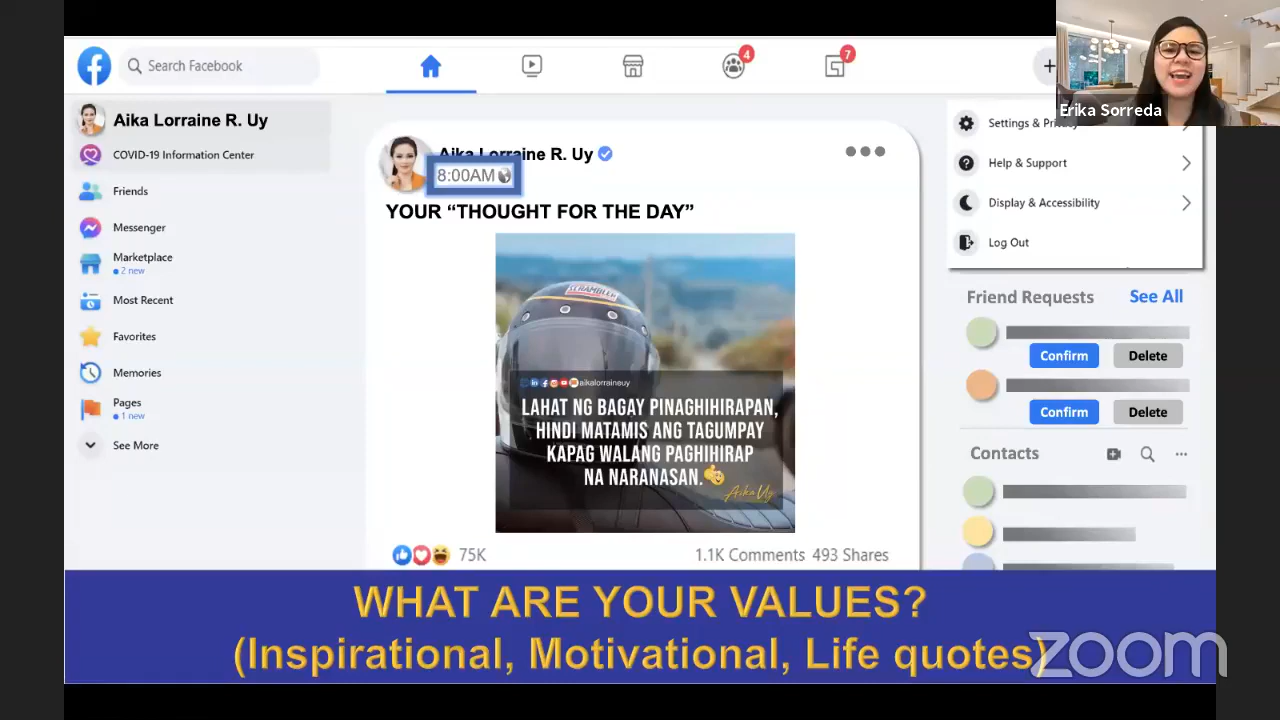 Search Facebook
4
7
+
Erika Sorreda
Aika Lorraine R. Uy
COVID-19 Information Center
Friends
Messenger
Marketplace
2 new
Most Recent
Favorites
Memories
Pages
1 new
See More
Aika Lorraine R. Uy
8:00AM
YOUR “THOUGHT FOR THE DAY”
SCRAMBLER
aikalorrainauy
LAHAT NG BAGAY PINAGHIHIRAPAN,
HINDI MATAMIS ANG TAGUMPAY
KAPAG WALANG PAGHIHIRAP
NA NARANASAN.
Aika Uy
75K
1.1K Comments 493 Shares
Settings & Privacy
Help & Support
Display & Accessibility
Log Out
Friend Requests
See All
Confirm
Delete
Confirm
Delete
Contacts
WHAT ARE YOUR VALUES?
(Inspirational, Motivational, Life quotes)
zoom